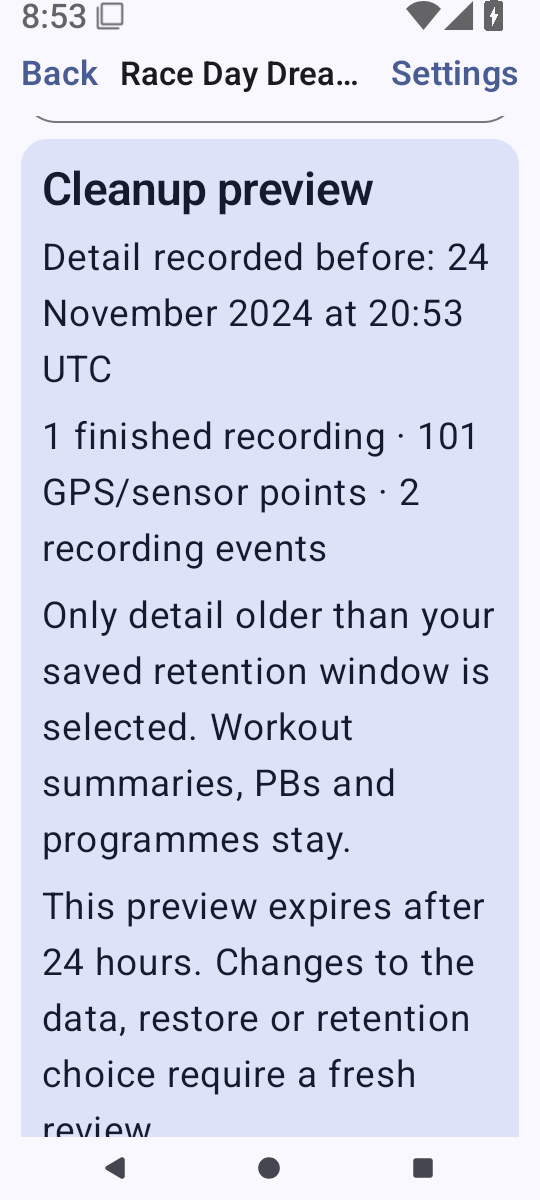 8:53
Back Race Day Drea... Settings
Cleanup preview
Detail recorded before: 24
November 2024 at 20:53
UTC
1 finished recording · 101
GPS/sensor points · 2
recording events
Only detail older than your
saved retention window is
selected. Workout
summaries, PBs and
programmes stay.
This preview expires after
24 hours. Changes to the
data, restore or retention
choice require a fresh
review